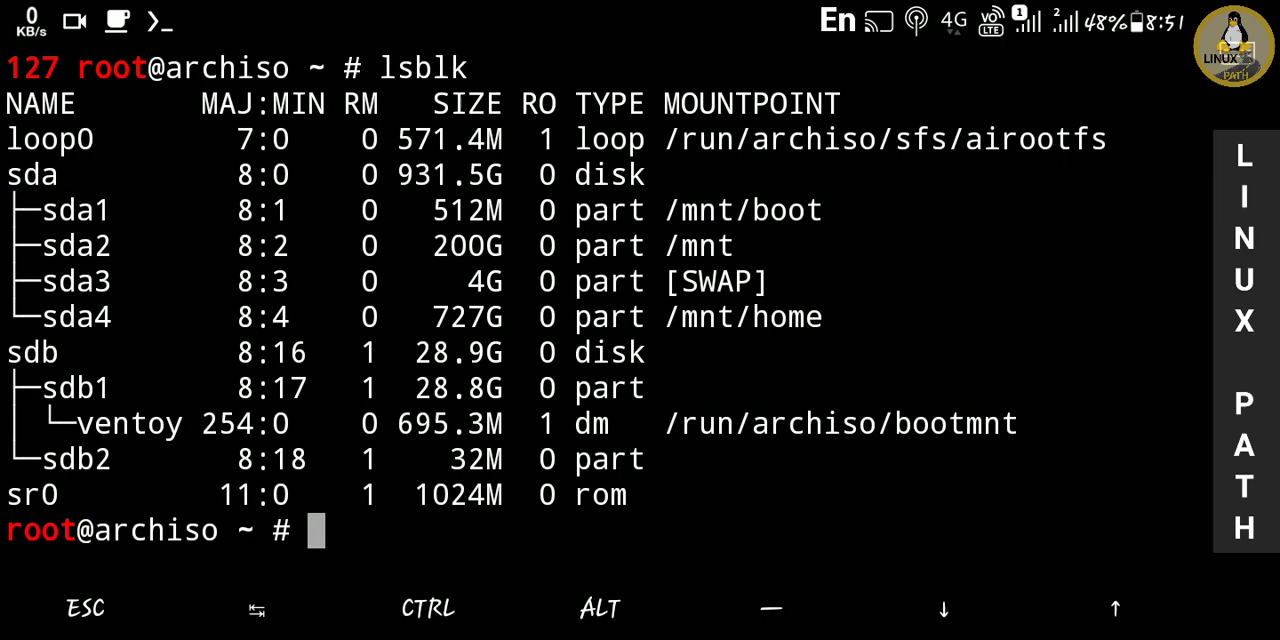 0 KB/s En 4G VO LTE 1 2 48% 8:51
LINUX PATH
127 root@archiso ~ # lsblk
NAME MAJ:MIN RM SIZE RO TYPE MOUNTPOINT
loop0 7:0 0 571.4M 1 loop /run/archiso/sfs/airootfs
sda 8:0 0 931.5G 0 disk
├─sda1 8:1 0 512M 0 part /mnt/boot
├─sda2 8:2 0 200G 0 part /mnt
├─sda3 8:3 0 4G 0 part [SWAP]
└─sda4 8:4 0 727G 0 part /mnt/home
sdb 8:16 1 28.9G 0 disk
├─sdb1 8:17 1 28.8G 0 part
│ └─ventoy 254:0 0 695.3M 1 dm /run/archiso/bootmnt
└─sdb2 8:18 1 32M 0 part
sr0 11:0 1 1024M 0 rom
root@archiso ~ #
LINUX PATH
ESC ↹ CTRL ALT — ↓ ↑